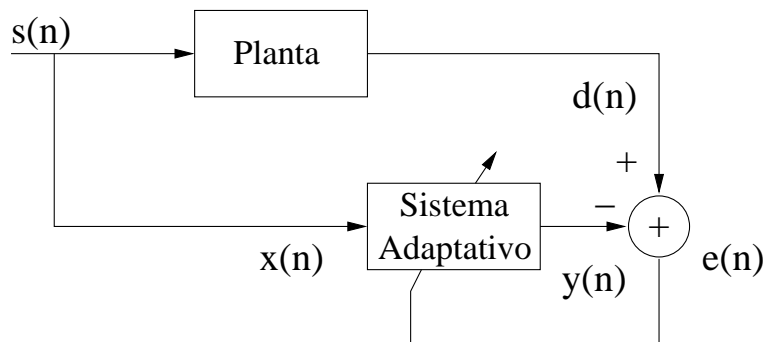 s(n)
Planta
d(n)
+
Sistema
Adaptativo
−
+
x(n)
y(n)
e(n)